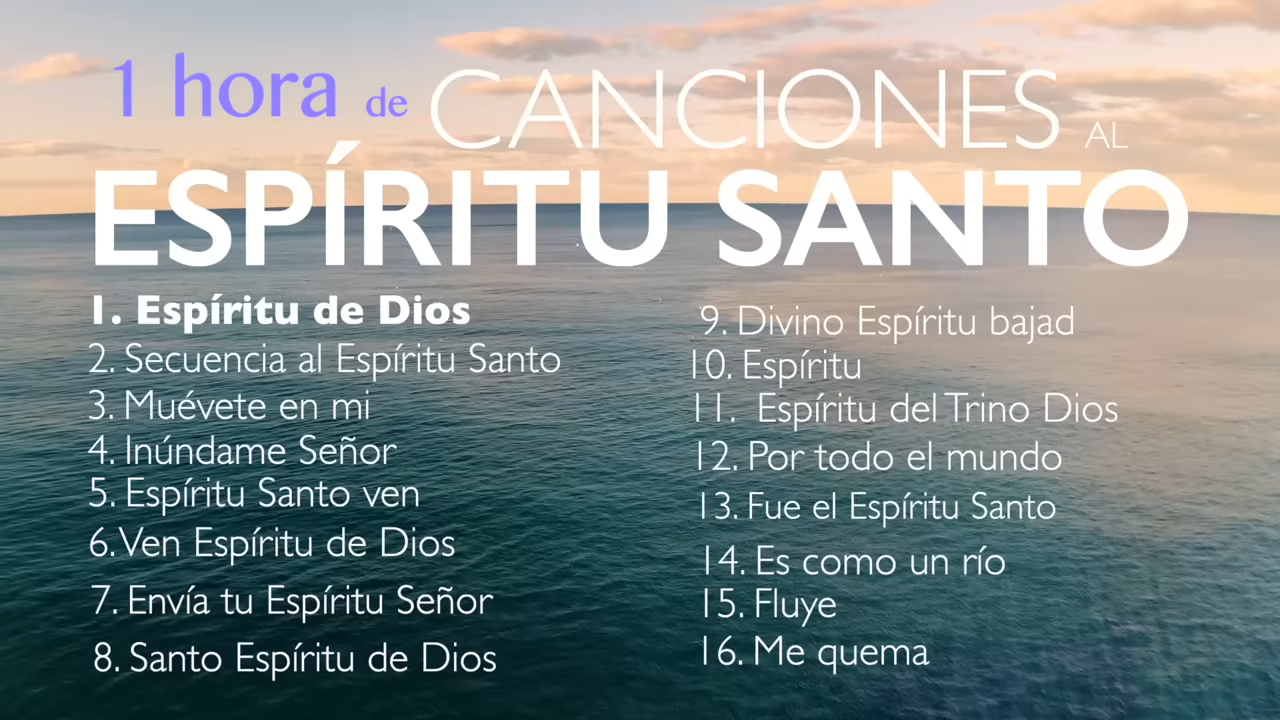 1 hora de CANCIONES AL
ESPÍRITU SANTO
1. Espíritu de Dios
2. Secuencia al Espíritu Santo
3. Muévete en mi
4. Inúndame Señor
5. Espíritu Santo ven
6. Ven Espíritu de Dios
7. Envía tu Espíritu Señor
8. Santo Espíritu de Dios
9. Divino Espíritu bajad
10. Espíritu
11. Espíritu del Trino Dios
12. Por todo el mundo
13. Fue el Espíritu Santo
14. Es como un río
15. Fluye
16. Me quema